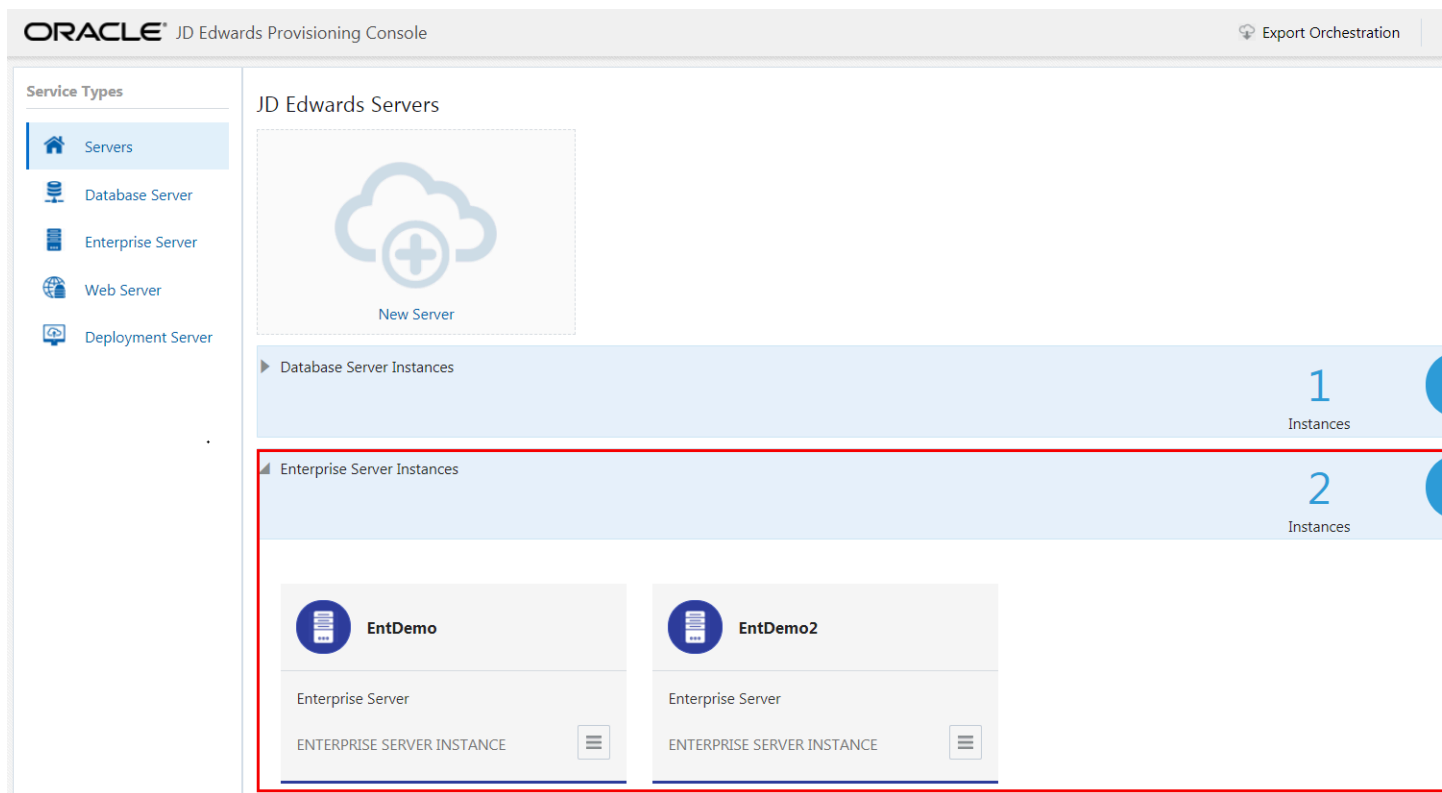 ORACLE® JD Edwards Provisioning Console
Export Orchestration
Service Types
Servers
Database Server
Enterprise Server
Web Server
Deployment Server
JD Edwards Servers
New Server
Database Server Instances
1
Instances
Enterprise Server Instances
2
Instances
EntDemo
Enterprise Server
ENTERPRISE SERVER INSTANCE
EntDemo2
Enterprise Server
ENTERPRISE SERVER INSTANCE